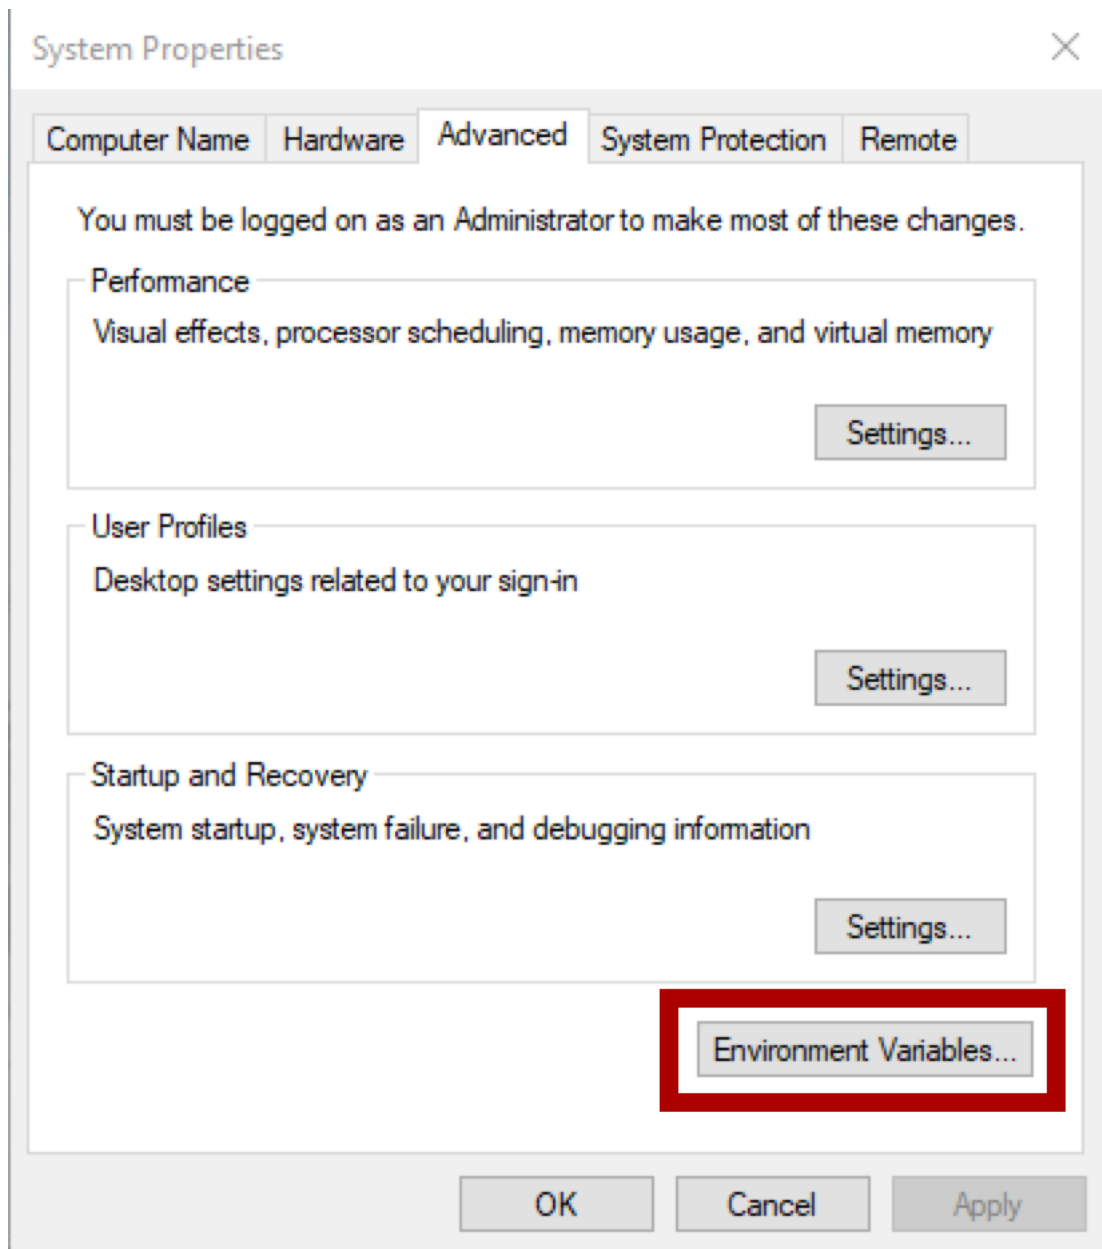 System Properties
Computer Name Hardware Advanced System Protection Remote
You must be logged on as an Administrator to make most of these changes.
Performance
Visual effects, processor scheduling, memory usage, and virtual memory
Settings...
User Profiles
Desktop settings related to your sign-in
Settings...
Startup and Recovery
System startup, system failure, and debugging information
Settings...
Environment Variables...
OK Cancel Apply